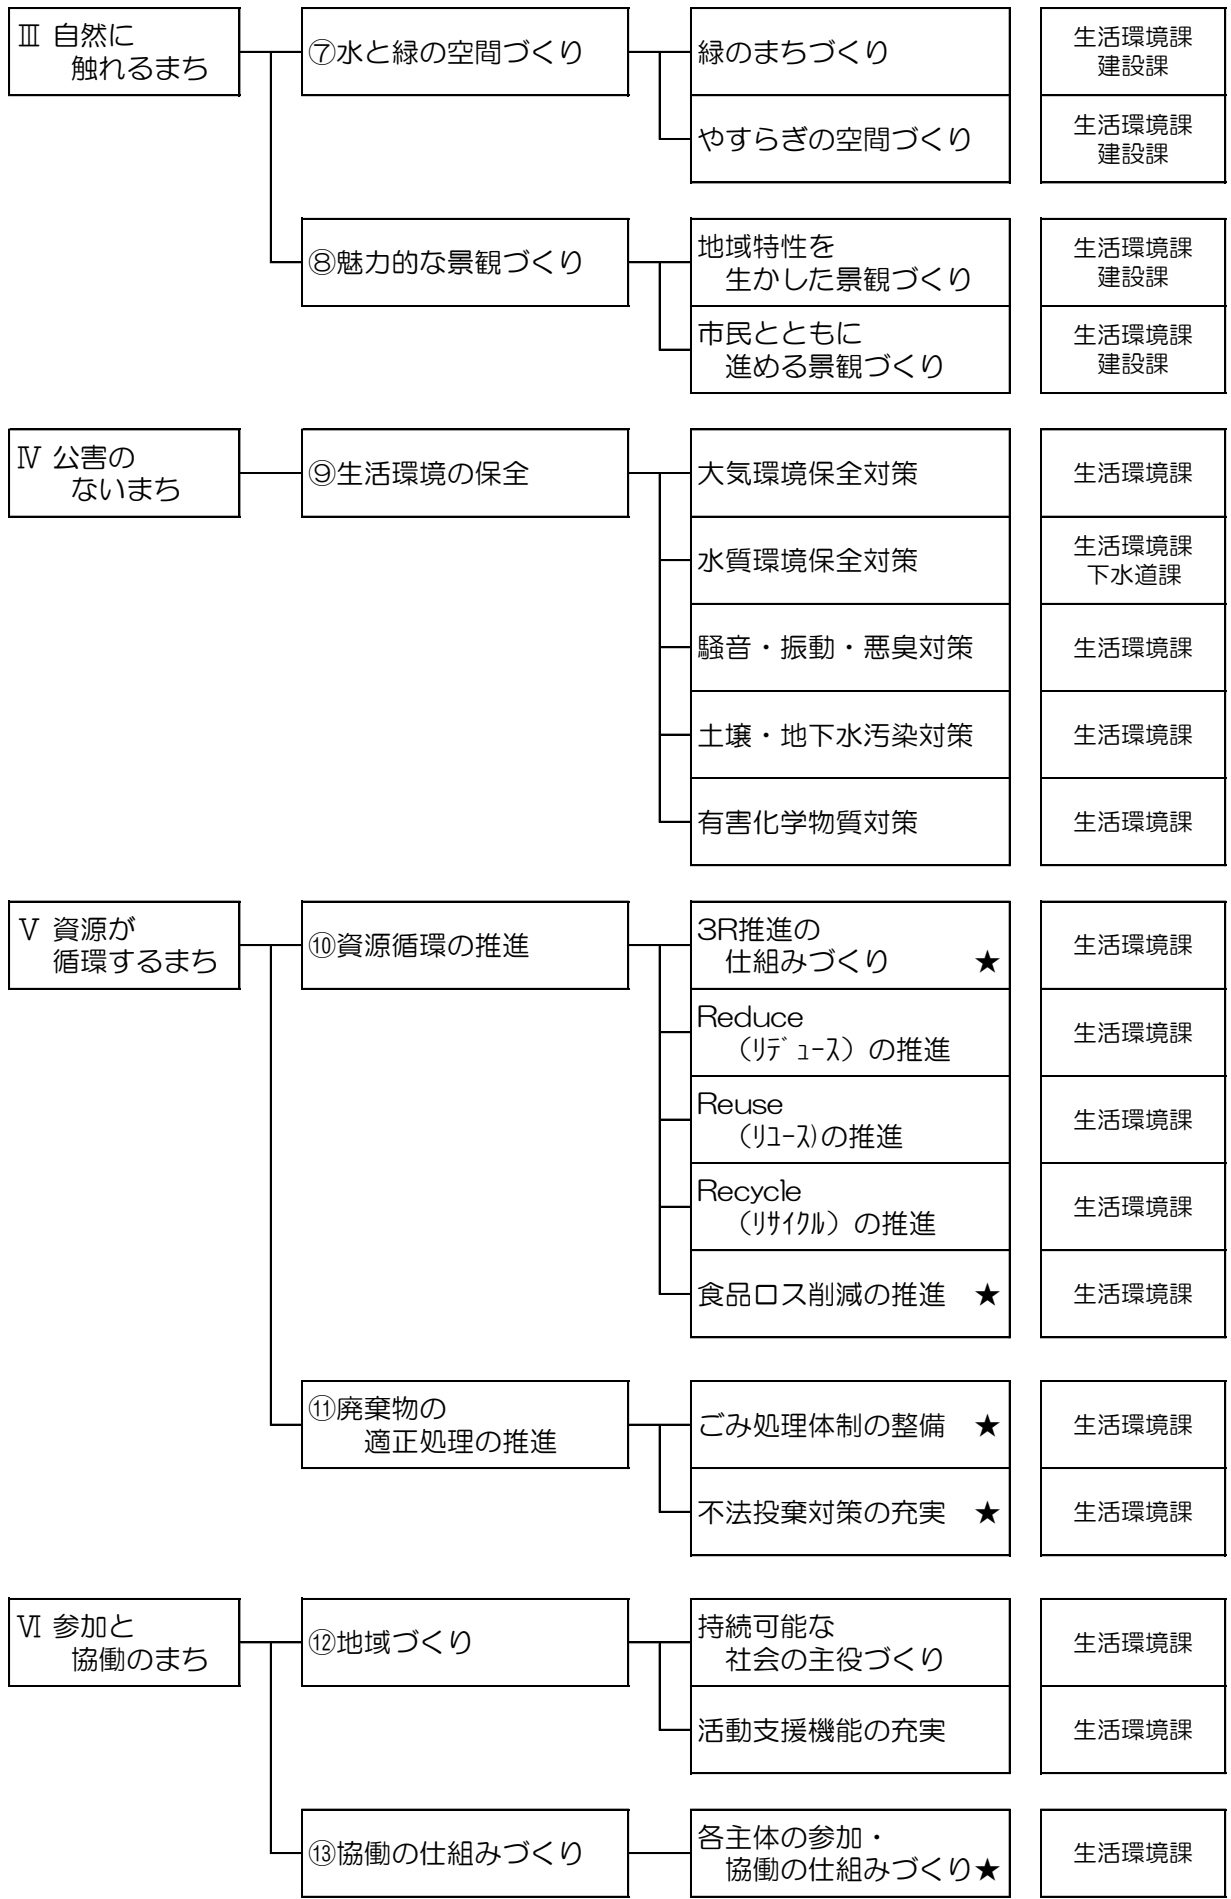 Ⅲ 自然に
触れるまち
⑦水と緑の空間づくり
緑のまちづくり
生活環境課
建設課
やすらぎの空間づくり
生活環境課
建設課
⑧魅力的な景観づくり
地域特性を
生かした景観づくり
生活環境課
建設課
市民とともに
進める景観づくり
生活環境課
建設課
Ⅳ 公害の
ないまち
⑨生活環境の保全
大気環境保全対策
生活環境課
水質環境保全対策
生活環境課
下水道課
騒音・振動・悪臭対策
生活環境課
土壌・地下水汚染対策
生活環境課
有害化学物質対策
生活環境課
Ⅴ 資源が
循環するまち
⑩資源循環の推進
3R推進の
仕組みづくり ★
生活環境課
Reduce
（ﾘﾃﾞｭｰｽ）の推進
生活環境課
Reuse
（ﾘﾕｰｽ)の推進
生活環境課
Recycle
（ﾘｻｲｸﾙ）の推進
生活環境課
食品ロス削減の推進 ★
生活環境課
⑪廃棄物の
適正処理の推進
ごみ処理体制の整備 ★
生活環境課
不法投棄対策の充実 ★
生活環境課
Ⅵ 参加と
協働のまち
⑫地域づくり
持続可能な
社会の主役づくり
生活環境課
活動支援機能の充実
生活環境課
⑬協働の仕組みづくり
各主体の参加・
協働の仕組みづくり★
生活環境課